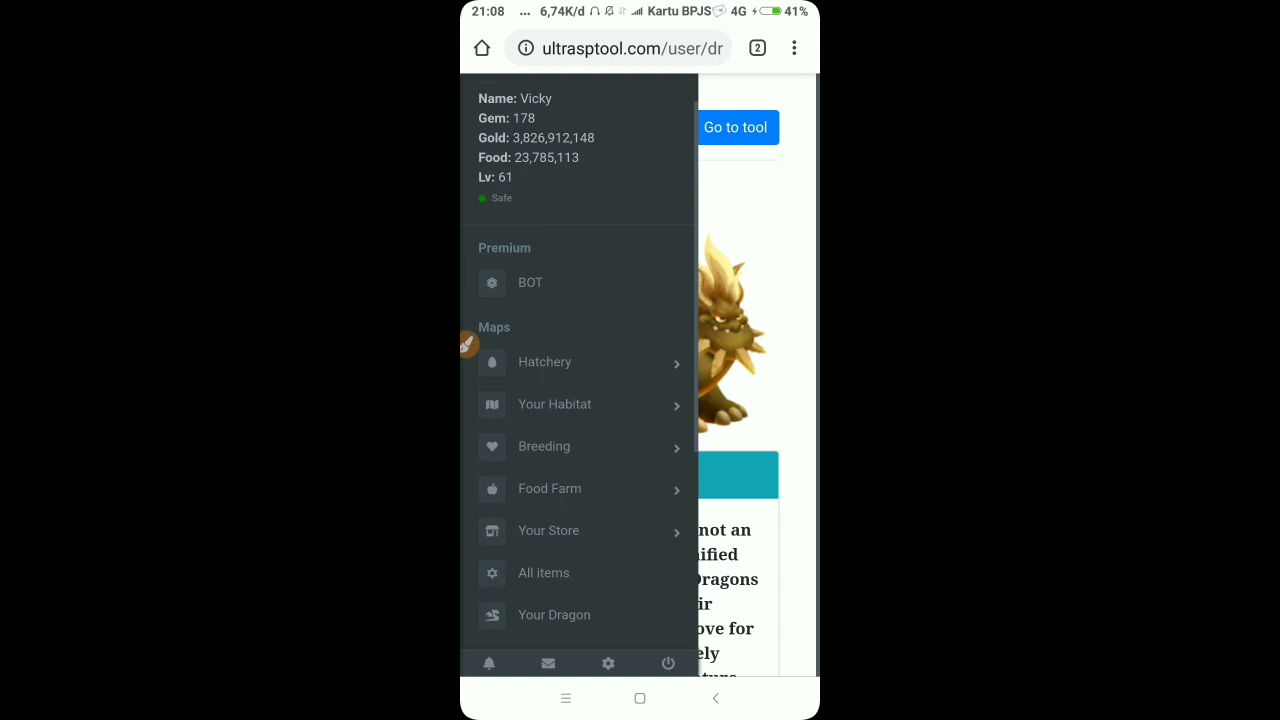 21:08 ... 6,74K/d Kartu BPJS 4G 41%
ultrasptool.com/user/dr 2
Name: Vicky
Gem: 178
Go to tool
Gold: 3,826,912,148
Food: 23,785,113
Lv: 61
Safe
Premium
BOT
Maps
Hatchery
Your Habitat
Breeding
Food Farm
Your Store
not an
ified
All items
Dragons
ir
Your Dragon
ove for
ely